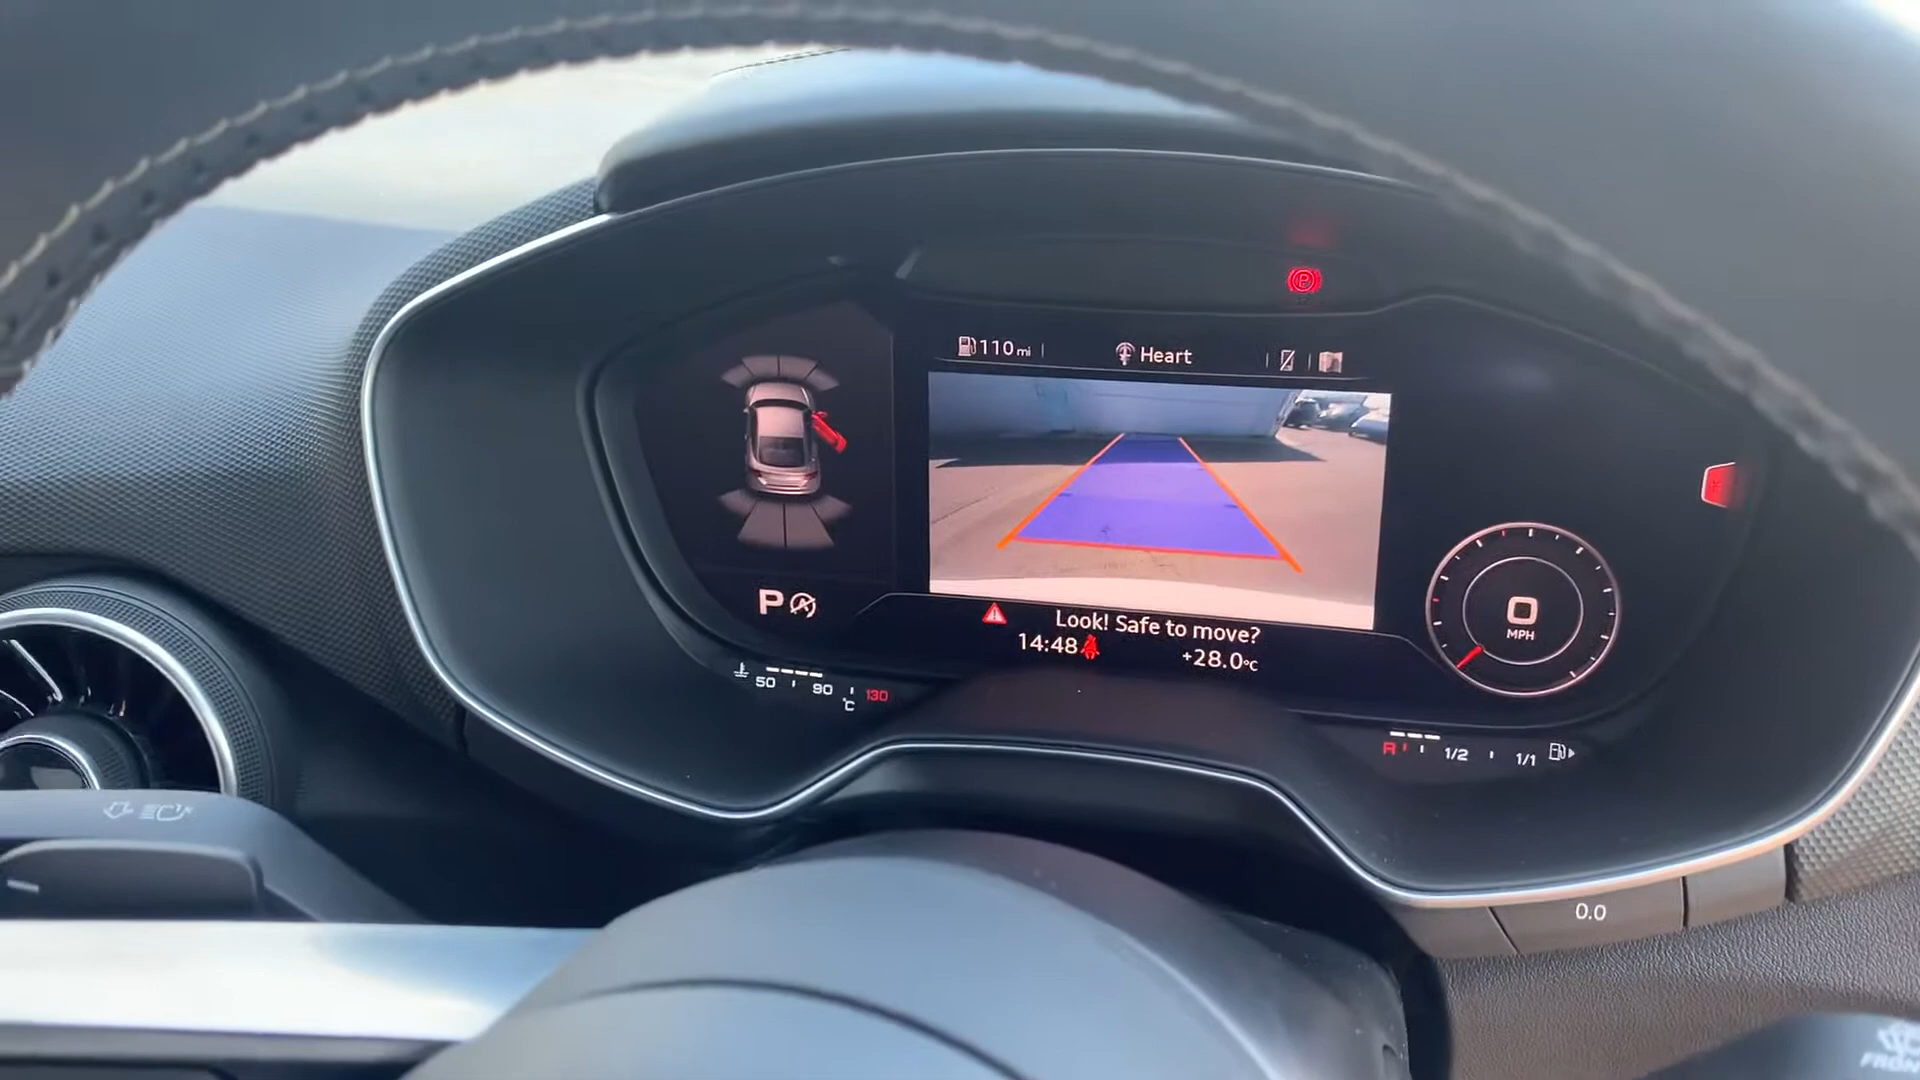 P
110 mi
Heart
P
Look! Safe to move?
14:48
+28.0°C
0
MPH
50
90
130
°C
R
1/2
1/1
0.0
FRON